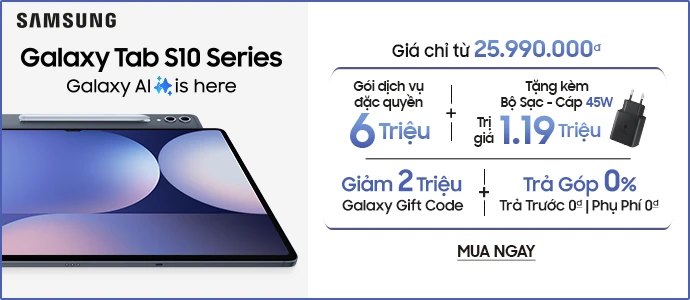 SAMSUNG
Galaxy Tab S10 Series
Galaxy AI is here
Giá chỉ từ 25.990.000đ
Gói dịch vụ
đặc quyền
6 Triệu
+
Tặng kèm
Bộ Sạc - Cáp 45W
Trị giá 1.19 Triệu
Giảm 2 Triệu
Galaxy Gift Code
+
Trả Góp 0%
Trả Trước 0đ | Phụ Phí 0đ
MUA NGAY